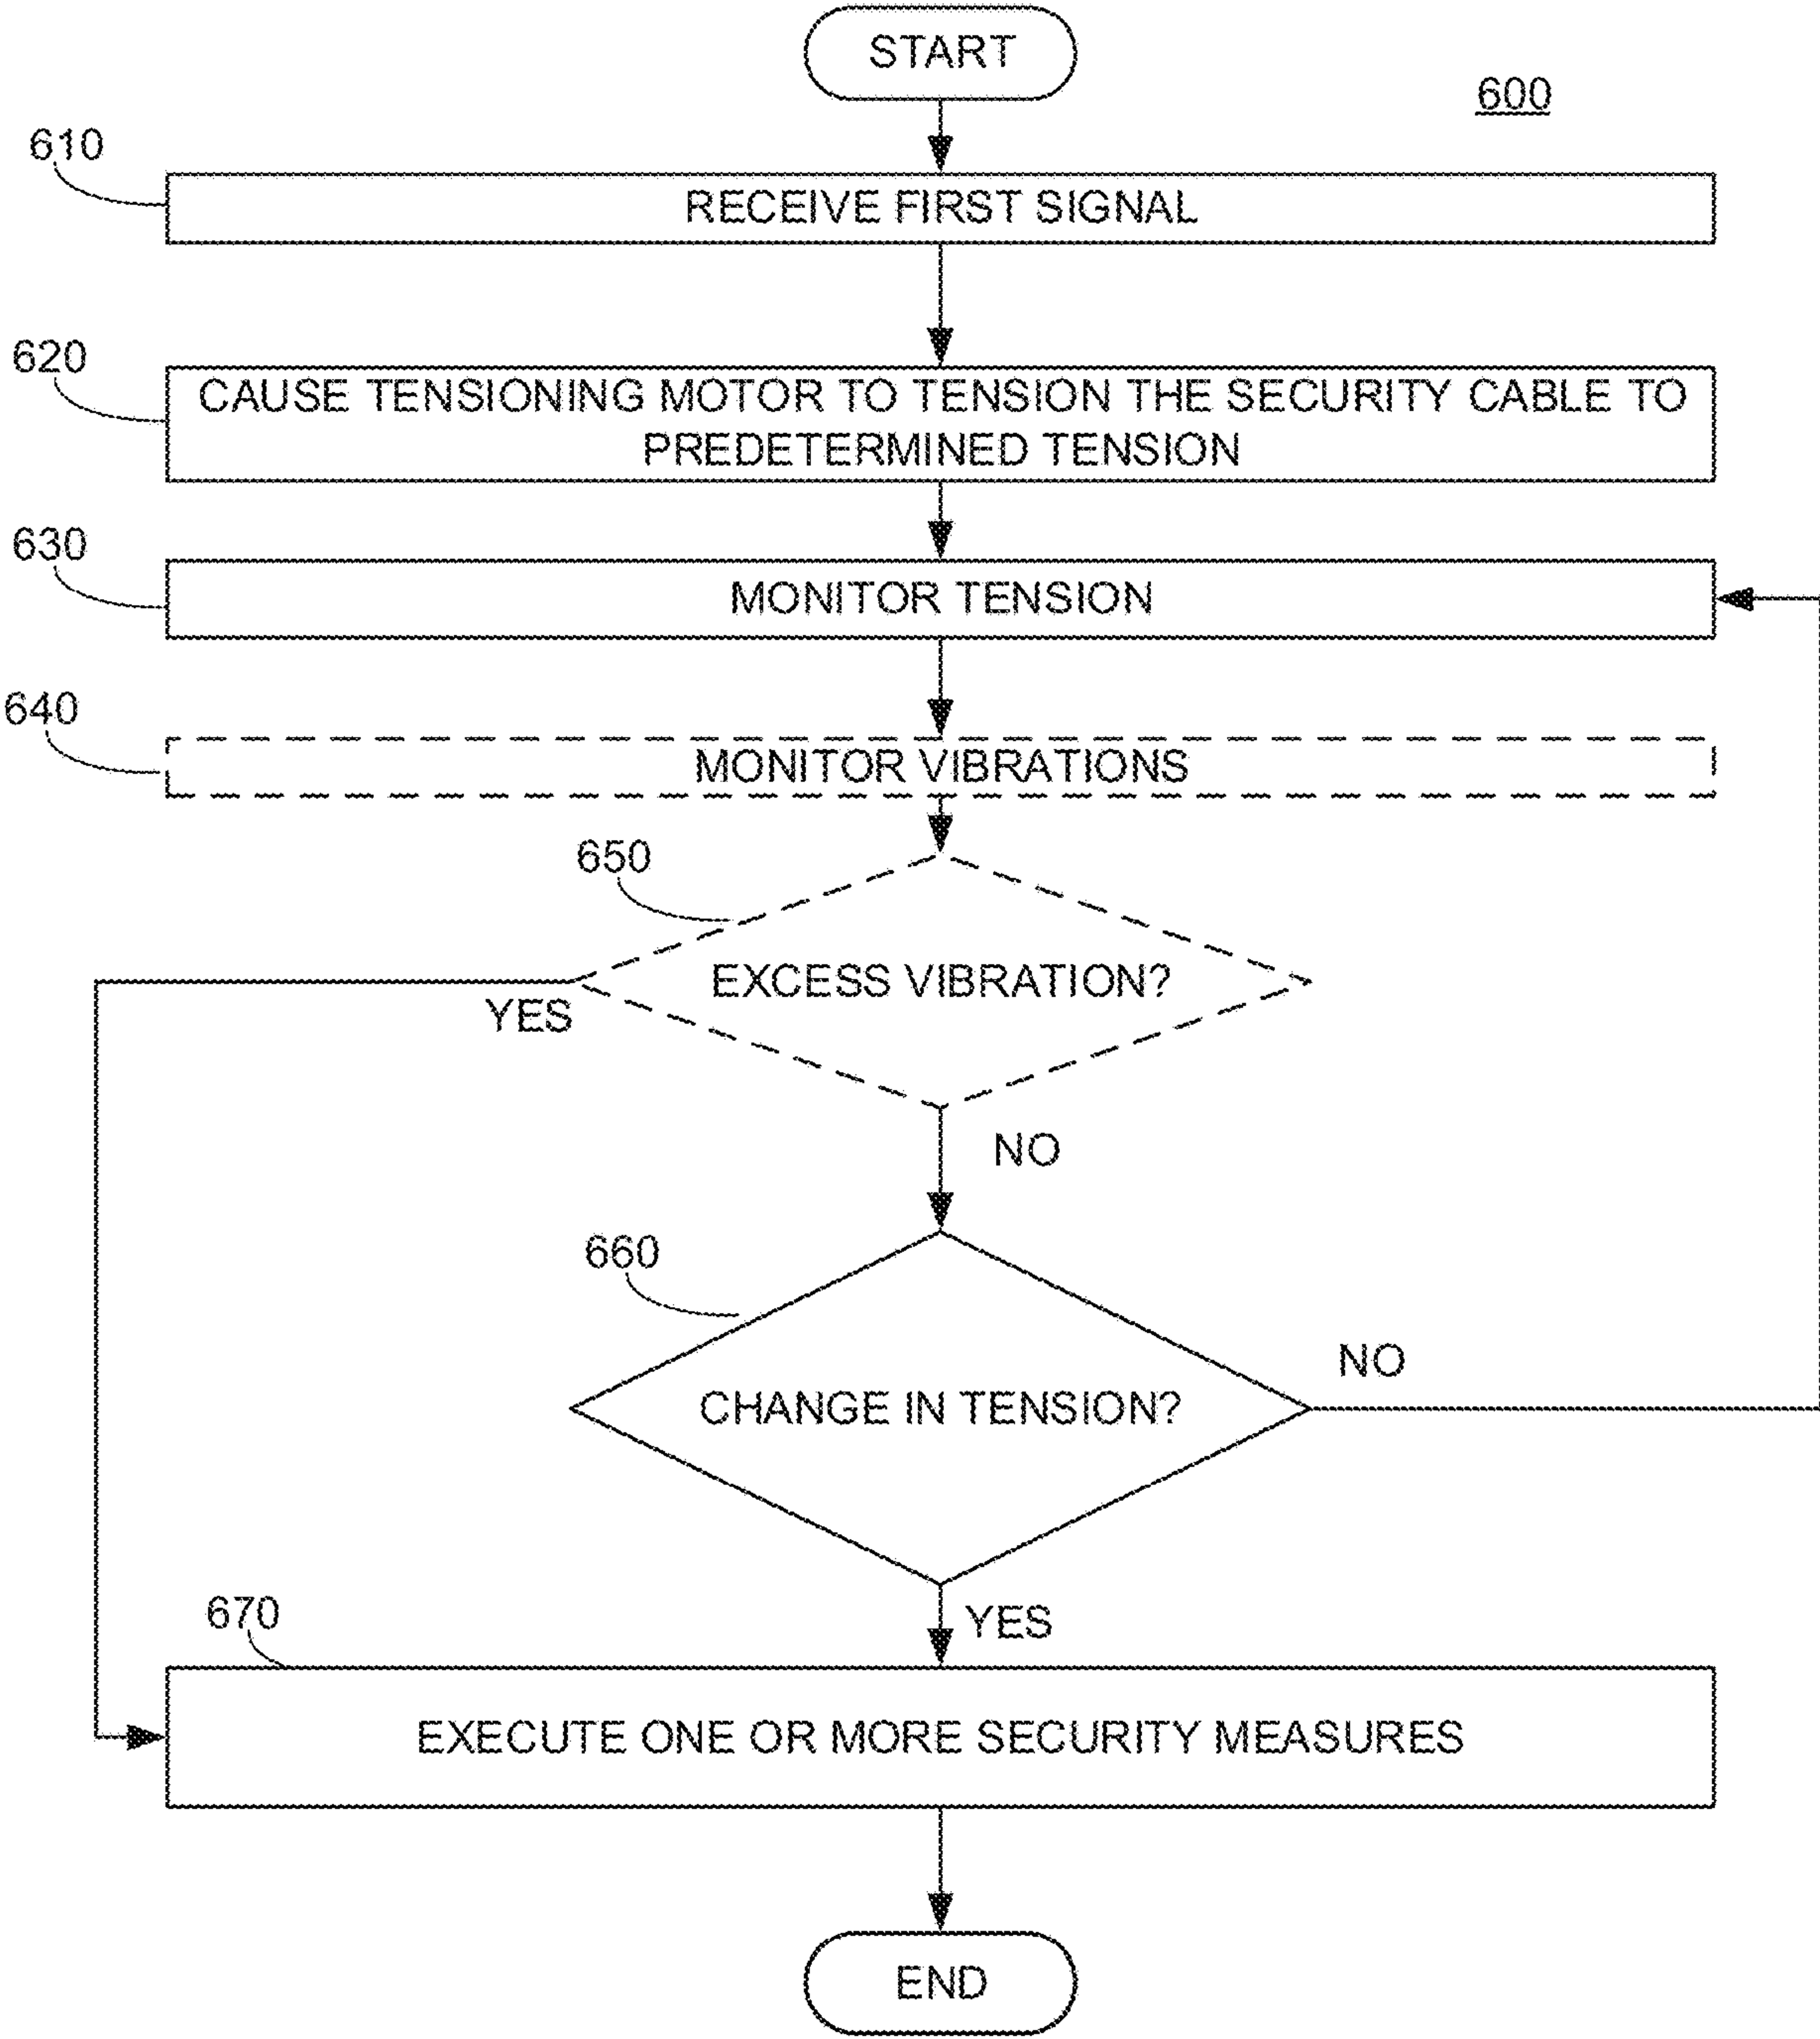 START
600
610
RECEIVE FIRST SIGNAL
620
CAUSE TENSIONING MOTOR TO TENSION THE SECURITY CABLE TO
PREDETERMINED TENSION
630
MONITOR TENSION
640
MONITOR VIBRATIONS
650
EXCESS VIBRATION?
YES
NO
660
CHANGE IN TENSION?
NO
YES
670
EXECUTE ONE OR MORE SECURITY MEASURES
END